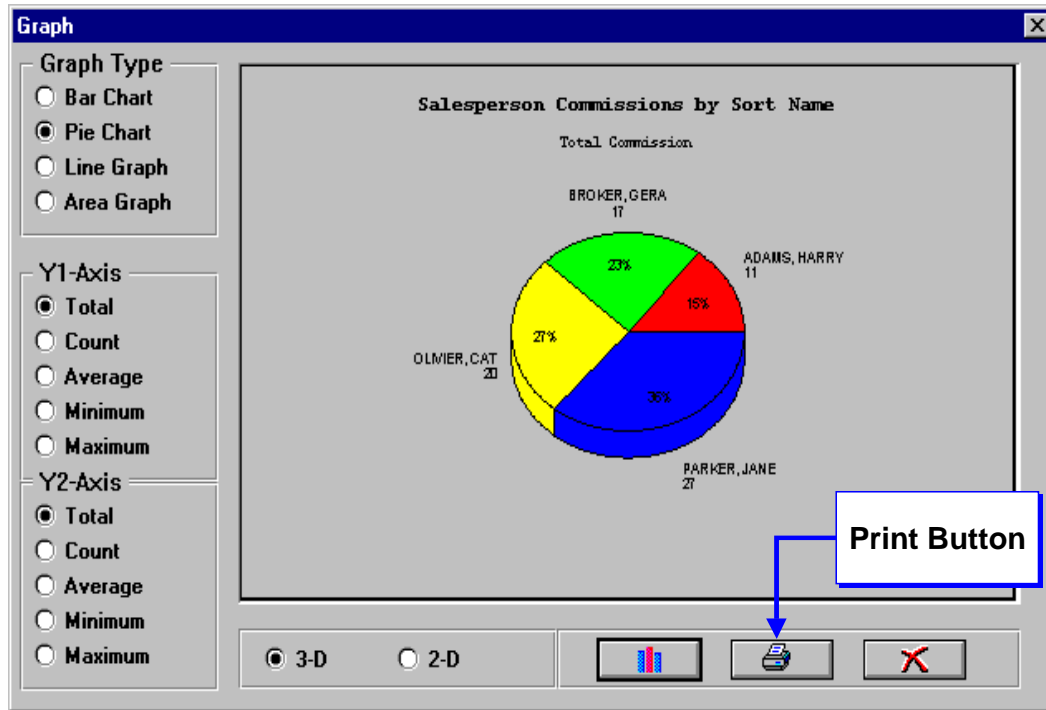 Graph
Graph Type
Bar Chart
Pie Chart
Line Graph
Area Graph
Y1-Axis
Total
Count
Average
Minimum
Maximum
Y2-Axis
Total
Count
Average
Minimum
Maximum
Salesperson Commissions by Sort Name
Total Commission
BROKER,GERA
17
ADAMS, HARRY
11
23%
15%
27%
OLIVIER,CAT
20
36%
PARKER,JANE
27
Print Button
3-D
2-D